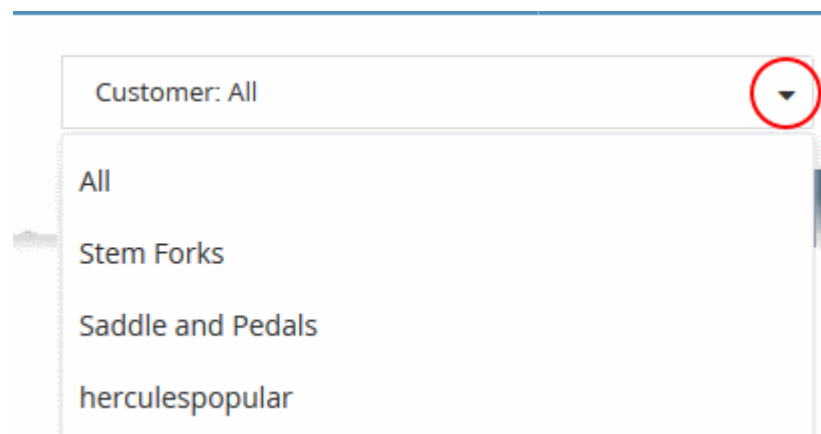 Customer: All
All
Stem Forks
Saddle and Pedals
herculespopular